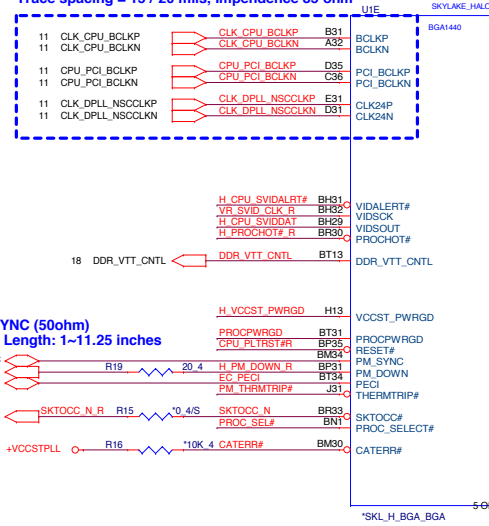 Trace spacing = 15 / 20 mils, Impedence 85 ohm
U1E
SKYLAKE_HALO
BGA1440
11 CLK_CPU_BCLKP CLK_CPU_BCLKP B31 BCLKP
11 CLK_CPU_BCLKN CLK_CPU_BCLKN A32 BCLKN
11 CPU_PCI_BCLKP CPU_PCI_BCLKP D35 PCI_BCLKP
11 CPU_PCI_BCLKN CPU_PCI_BCLKN C36 PCI_BCLKN
11 CLK_DPLL_NSCCLKP CLK_DPLL_NSCCLKP E31 CLK24P
11 CLK_DPLL_NSCCLKN CLK_DPLL_NSCCLKN D31 CLK24N
H_CPU_SVIDALRT# BH31 VIDALERT#
VR_SVID_CLK_R BH32 VIDSCK
H_CPU_SVIDDAT BH29 VIDSOUT
H_PROCHOT#_R BR30 PROCHOT#
18 DDR_VTT_CNTL DDR_VTT_CNTL BT13 DDR_VTT_CNTL
H_VCCST_PWRGD H13 VCCST_PWRGD
YNC (50ohm)
Length: 1~11.25 inches
PROCPWRGD BT31 PROCPWRGD
CPU_PLTRST#R BP35 RESET#
BM34 PM_SYNC
R19 20_4 H_PM_DOWN_R BP31 PM_DOWN
EC_PECI BT34 PECI
PM_THRMTRIP# J31 THERMTRIP#
SKTOCC_N_R R15 *0_4/S SKTOCC_N BR33 SKTOCC#
PROC_SEL# BN1 PROC_SELECT#
+VCCSTPLL R16 *10K_4 CATERR# BM30 CATERR#
5 O
*SKL_H_BGA_BGA